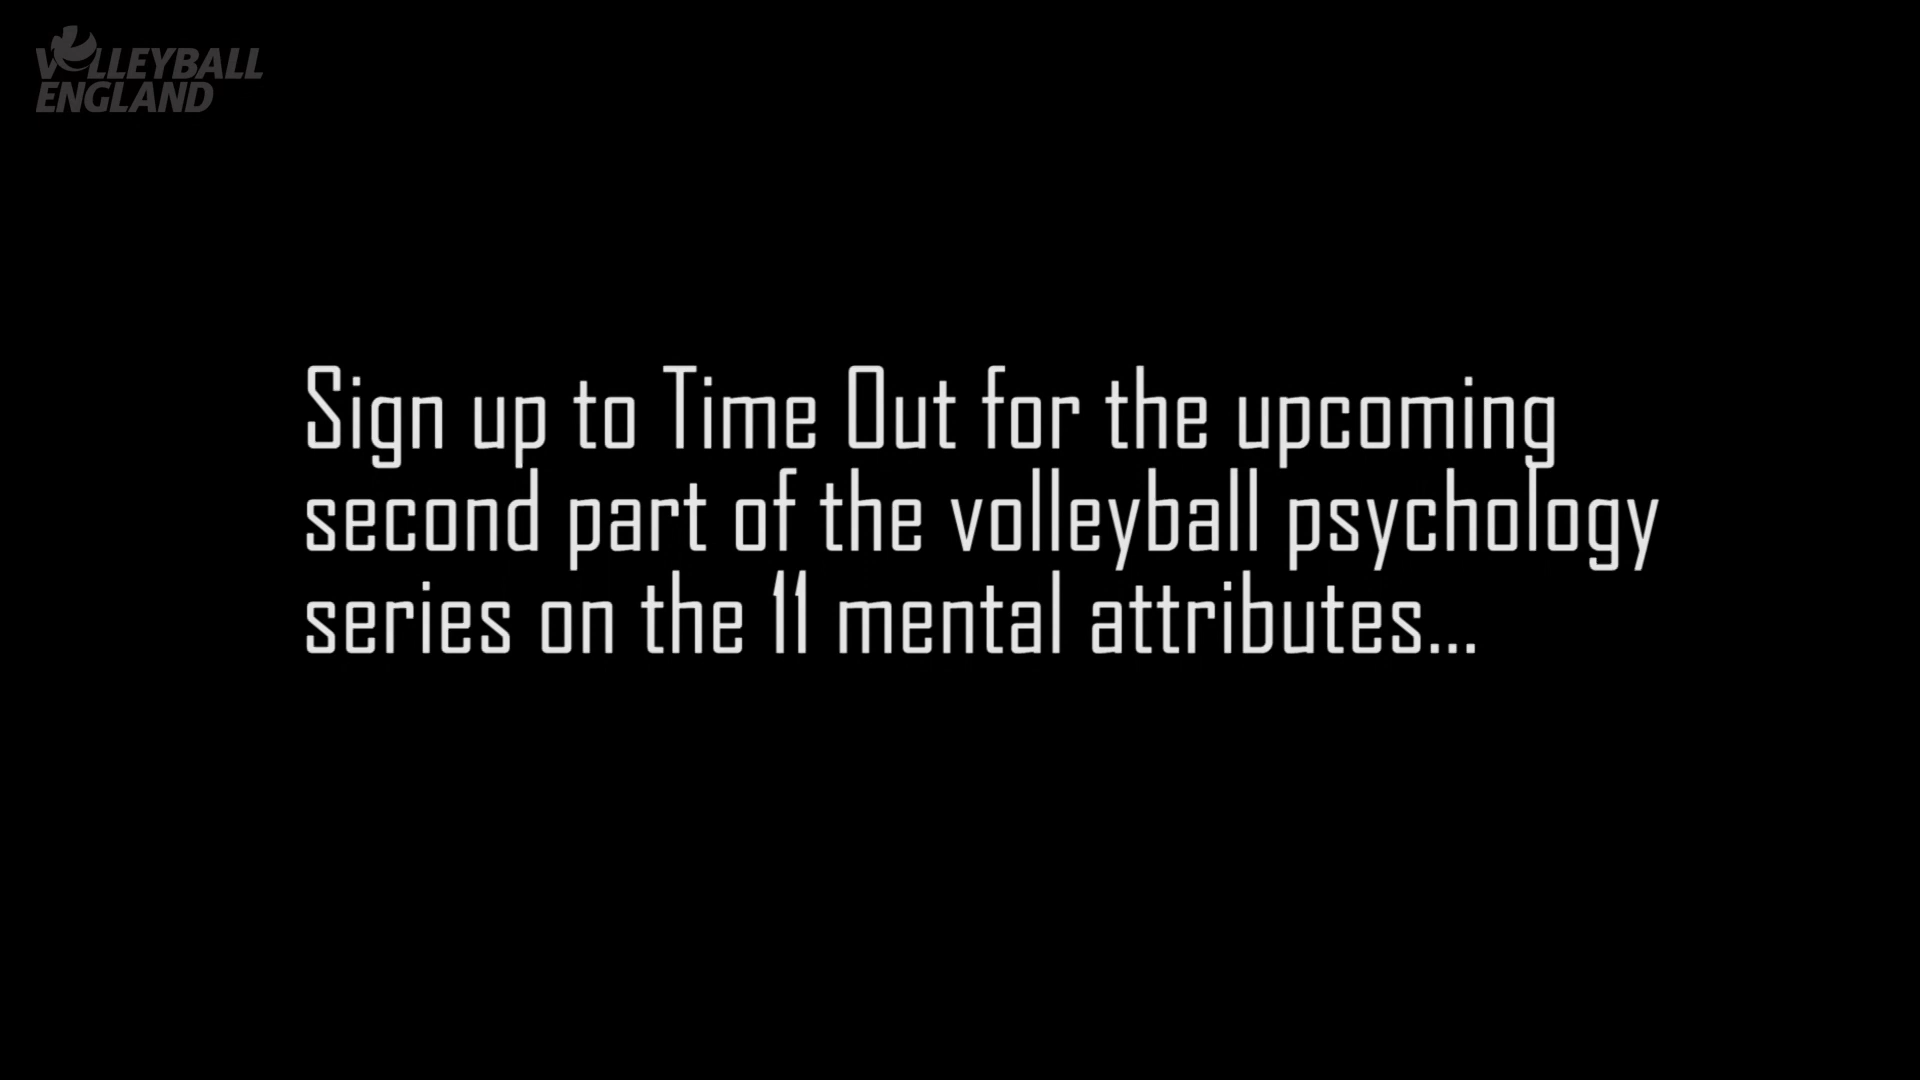 VOLLEYBALL
ENGLAND
Sign up to Time Out for the upcoming
second part of the volleyball psychology
series on the 11 mental attributes...